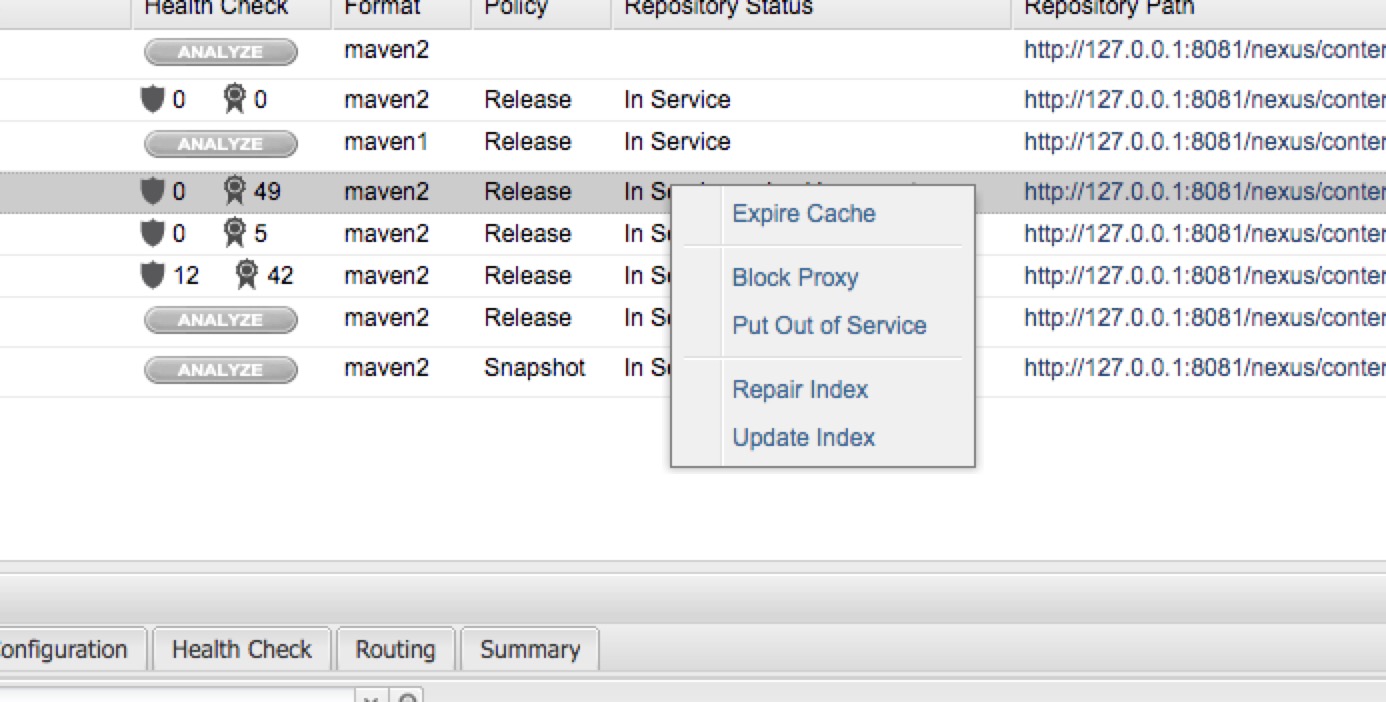 Health Check Format Policy Repository Status Repository Path
ANALYZE maven2 http://127.0.0.1:8081/nexus/conter
0 0 maven2 Release In Service http://127.0.0.1:8081/nexus/conter
ANALYZE maven1 Release In Service http://127.0.0.1:8081/nexus/conter
0 49 maven2 Release In http://127.0.0.1:8081/nexus/conter
Expire Cache
0 5 maven2 Release In http://127.0.0.1:8081/nexus/conter
12 42 maven2 Release In Block Proxy http://127.0.0.1:8081/nexus/conter
ANALYZE maven2 Release In Put Out of Service http://127.0.0.1:8081/nexus/conter
ANALYZE maven2 Snapshot In http://127.0.0.1:8081/nexus/conter
Repair Index
Update Index
onfiguration Health Check Routing Summary